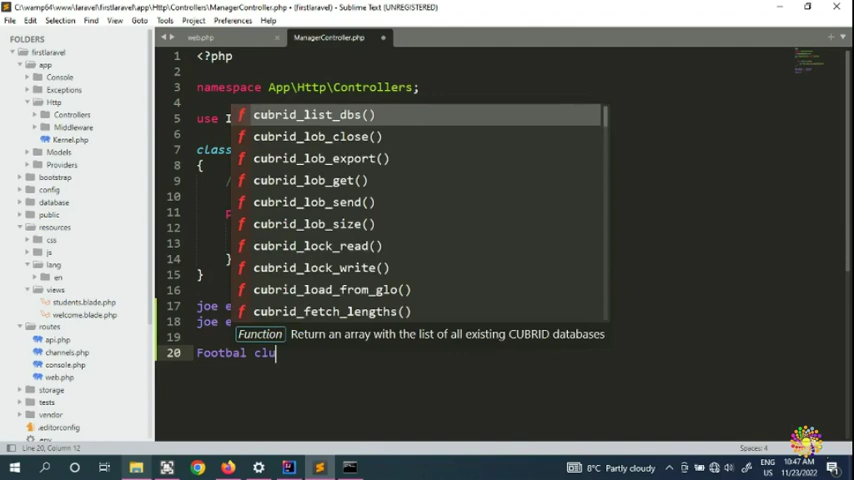 C:\wamp64\www\laravel\firstlaravel\app\Http\Controllers\ManagerController.php • (firstlaravel) - Sublime Text (UNREGISTERED)
File Edit Selection Find View Goto Tools Project Preferences Help
FOLDERS
firstlaravel
app
Console
Exceptions
Http
Controllers
Middleware
Kernel.php
Models
Providers
bootstrap
config
database
public
resources
css
js
lang
en
views
students.blade.php
welcome.blade.php
routes
api.php
channels.php
console.php
web.php
storage
tests
vendor
.editorconfig
.env
web.php
ManagerController.php
1 <?php
2
3 namespace App\Http\Controllers;
4
5 use
6
7 class
8 {
9 /
10
11 p
12
13
14 }
15 }
16
17 joe e
18 joe e
19
20 Footbal clu
f cubrid_list_dbs()
f cubrid_lob_close()
f cubrid_lob_export()
f cubrid_lob_get()
f cubrid_lob_send()
f cubrid_lob_size()
f cubrid_lock_read()
f cubrid_lock_write()
f cubrid_load_from_glo()
f cubrid_fetch_lengths()
Function Return an array with the list of all existing CUBRID databases
Line 20, Column 12
Spaces: 4
8°C Partly cloudy
ENG
US
10:47 AM
11/23/2022